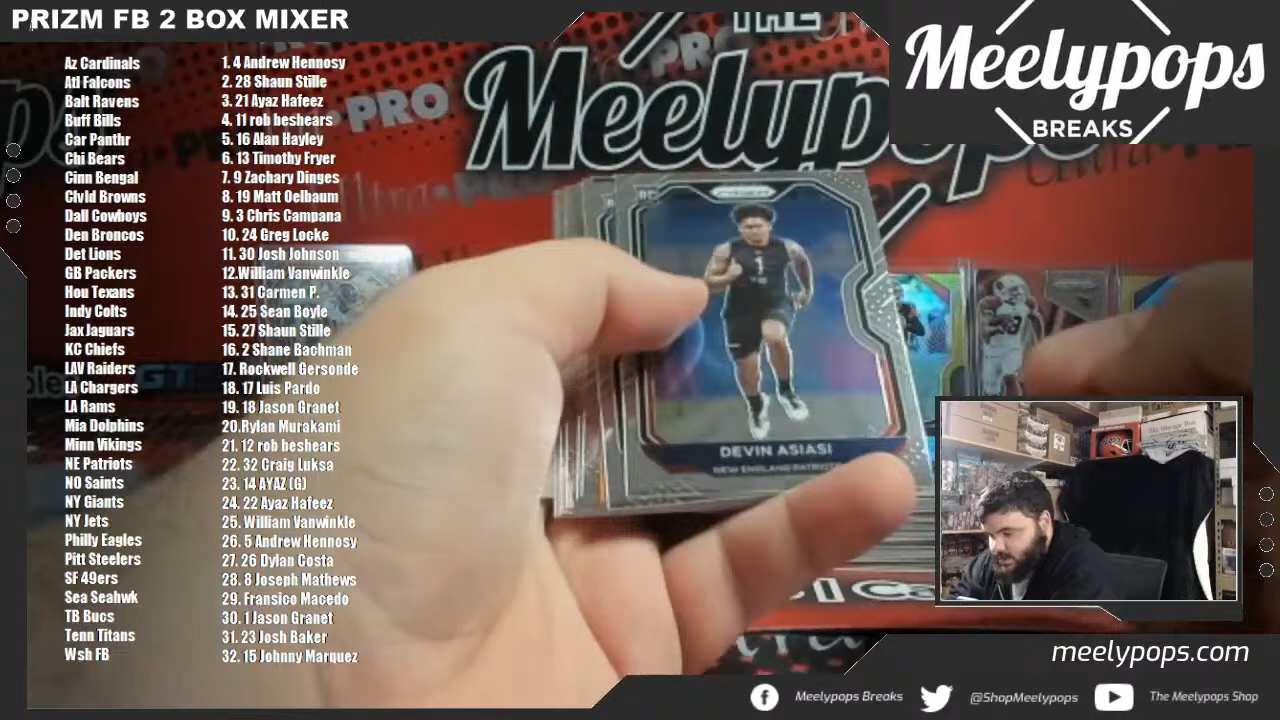 PRIZM FB 2 BOX MIXER
Az Cardinals 1. 4 Andrew Hennosy
Atl Falcons 2. 28 Shaun Stille
Balt Ravens 3. 21 Ayaz Hafeez
Buff Bills 4. 11 rob beshears
Car Panthr 5. 16 Alan Hayley
Chi Bears 6. 13 Timothy Fryer
Cinn Bengal 7. 9 Zachary Dinges
Clvld Browns 8. 19 Matt Oelbaum
Dall Cowboys 9. 3 Chris Campana
Den Broncos 10. 24 Greg Locke
Det Lions 11. 30 Josh Johnson
GB Packers 12.William Vanwinkle
Hou Texans 13. 31 Carmen P.
Indy Colts 14. 25 Sean Boyle
Jax Jaguars 15. 27 Shaun Stille
KC Chiefs 16. 2 Shane Bachman
LAV Raiders 17. Rockwell Gersonde
LA Chargers 18. 17 Luis Pardo
LA Rams 19. 18 Jason Granet
Mia Dolphins 20.Rylan Murakami
Minn Vikings 21. 12 rob beshears
NE Patriots 22. 32 Craig Luksa
NO Saints 23. 14 AYAZ (G)
NY Giants 24. 22 Ayaz Hafeez
NY Jets 25. William Vanwinkle
Philly Eagles 26. 5 Andrew Hennosy
Pitt Steelers 27. 26 Dylan Costa
SF 49ers 28. 8 Joseph Mathews
Sea Seahwk 29. Fransico Macedo
TB Bucs 30. 1 Jason Granet
Tenn Titans 31. 23 Josh Baker
Wsh FB 32. 15 Johnny Marquez
THE
Meelypops
PRO
PRO
DEVIN ASIASI
NEW ENGLAND PATRIOTS
Meelypops
BREAKS
meelypops.com
Meelypops Breaks
@ShopMeelypops
The Meelypops Shop